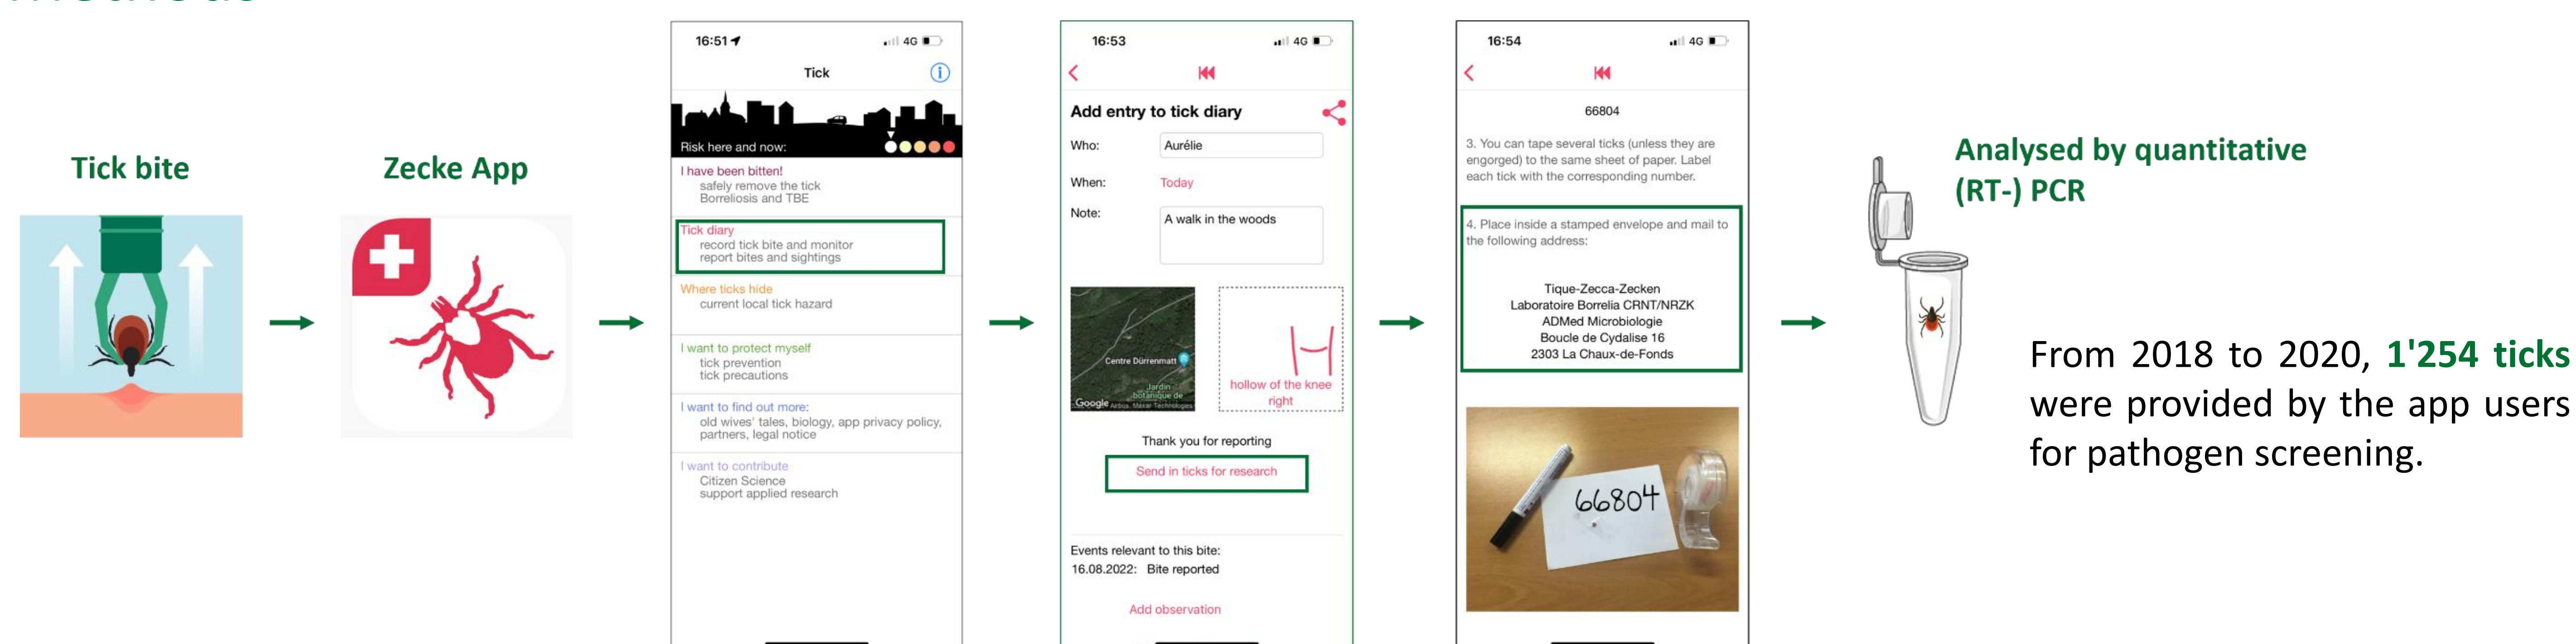 Tick bite
Zecke App
16:51
4G
Tick
Risk here and now:
I have been bitten!
safely remove the tick
Borreliosis and TBE
Tick diary
record tick bite and monitor
report bites and sightings
Where ticks hide
current local tick hazard
I want to protect myself
tick prevention
tick precautions
I want to find out more:
old wives' tales, biology, app privacy policy,
partners, legal notice
I want to contribute
Citizen Science
support applied research
16:53
4G
Add entry to tick diary
Who: Aurélie
When: Today
Note: A walk in the woods
Centre Dürrenmatt
Jardin
botanique de
Google Airbus, Maxar Technologies
hollow of the knee
right
Thank you for reporting
Send in ticks for research
Events relevant to this bite:
16.08.2022: Bite reported
Add observation
16:54
4G
66804
3. You can tape several ticks (unless they are
engorged) to the same sheet of paper. Label
each tick with the corresponding number.
4. Place inside a stamped envelope and mail to
the following address:
Tique-Zecca-Zecken
Laboratoire Borrelia CRNT/NRZK
ADMed Microbiologie
Boucle de Cydalise 16
2303 La Chaux-de-Fonds
66804
Analysed by quantitative
(RT-) PCR
From 2018 to 2020, 1'254 ticks
were provided by the app users
for pathogen screening.